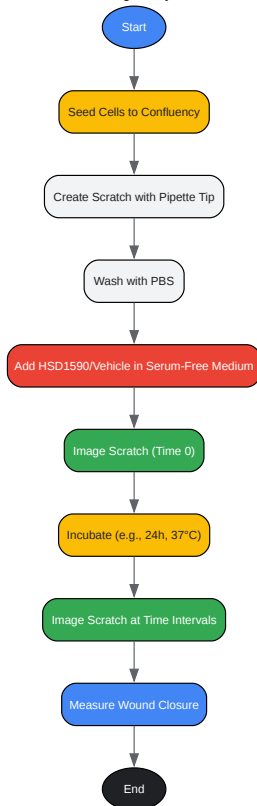 Start
Seed Cells to Confluency
Create Scratch with Pipette Tip
Wash with PBS
Add HSD1590/Vehicle in Serum-Free Medium
Image Scratch (Time 0)
Incubate (e.g., 24h, 37°C)
Image Scratch at Time Intervals
Measure Wound Closure
End